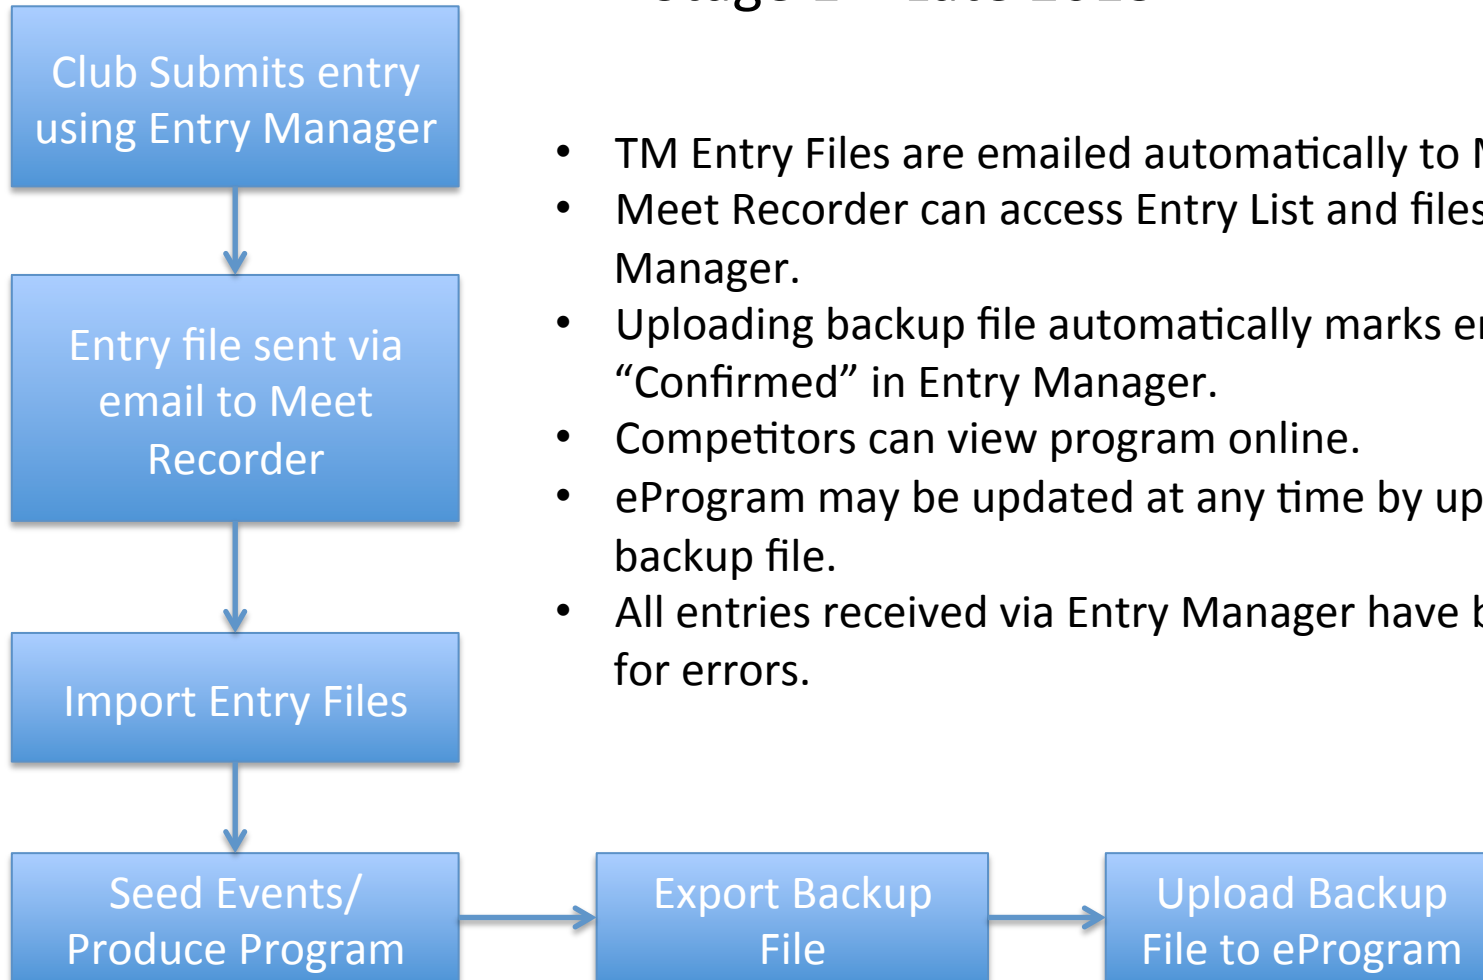 Club Submits entry
using Entry Manager
Entry file sent via
email to Meet
Recorder
Import Entry Files
Seed Events/
Produce Program
Export Backup
File
Upload Backup
File to eProgram
• TM Entry Files are emailed automatically to
• Meet Recorder can access Entry List and files
Manager.
• Uploading backup file automatically marks
“Confirmed” in Entry Manager.
• Competitors can view program online.
• eProgram may be updated at any time by
backup file.
• All entries received via Entry Manager have
for errors.